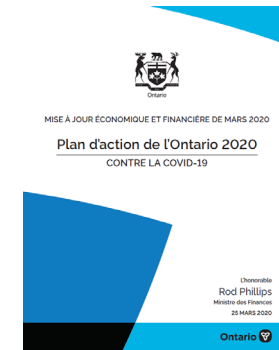 Ontario
MISE À JOUR ÉCONOMIQUE ET FINANCIÈRE DE MARS 2020
Plan d'action de l'Ontario 2020
CONTRE LA COVID-19
L'honorable
Rod Phillips
Ministre des Finances
25 MARS 2020
Ontario